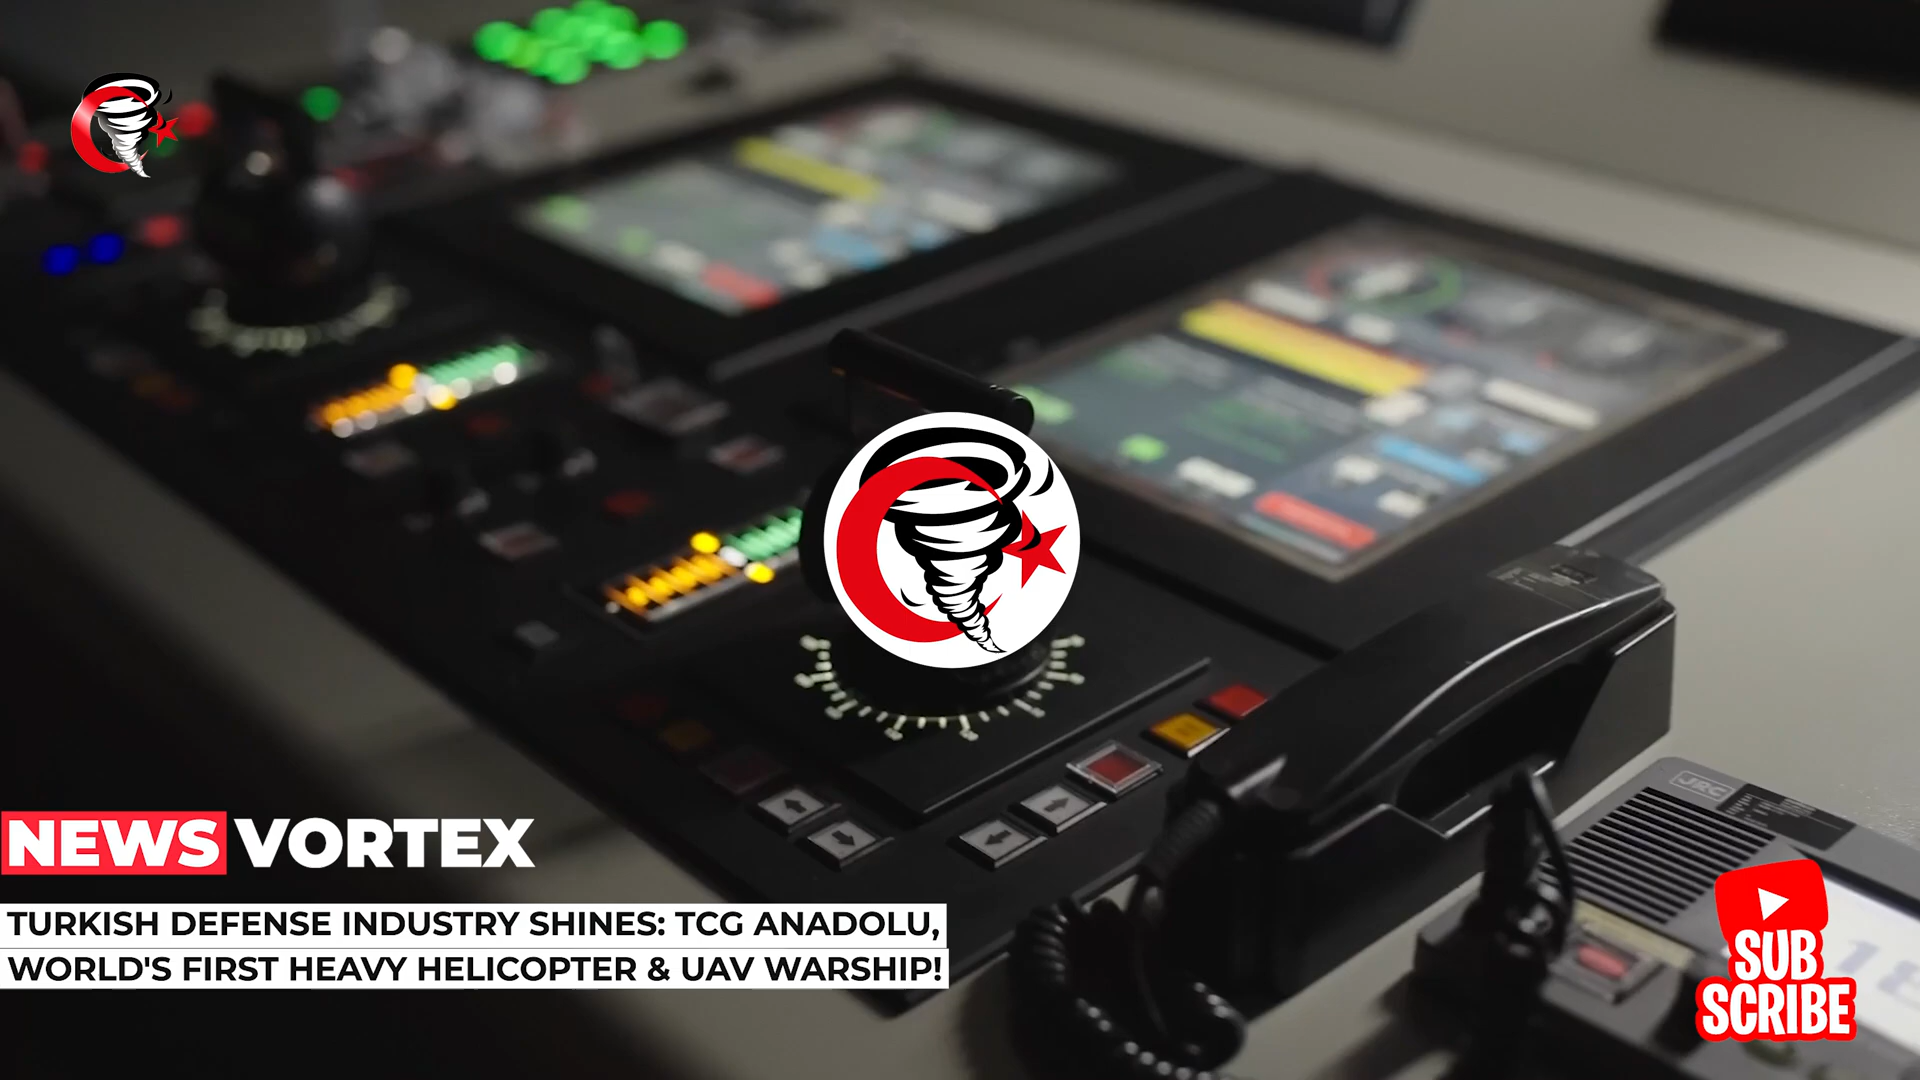 NEWS VORTEX
TURKISH DEFENSE INDUSTRY SHINES: TCG ANADOLU,
WORLD'S FIRST HEAVY HELICOPTER & UAV WARSHIP!
JRC
SUB
SCRIBE